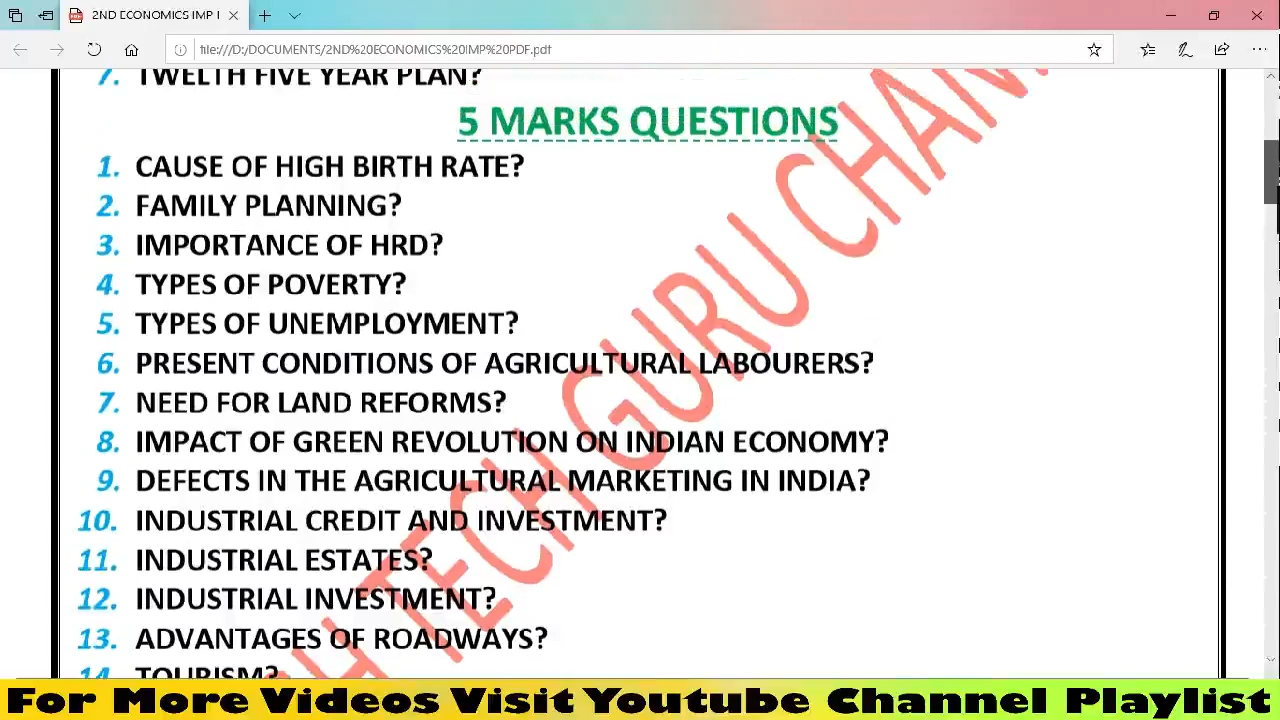 2ND ECONOMICS IMP
file:///D:/DOCUMENTS/2ND%20ECONOMICS%20IMP%20PDF.pdf
7. TWELTH FIVE YEAR PLAN?
5 MARKS QUESTIONS
1. CAUSE OF HIGH BIRTH RATE?
2. FAMILY PLANNING?
3. IMPORTANCE OF HRD?
4. TYPES OF POVERTY?
5. TYPES OF UNEMPLOYMENT?
6. PRESENT CONDITIONS OF AGRICULTURAL LABOURERS?
7. NEED FOR LAND REFORMS?
8. IMPACT OF GREEN REVOLUTION ON INDIAN ECONOMY?
9. DEFECTS IN THE AGRICULTURAL MARKETING IN INDIA?
10. INDUSTRIAL CREDIT AND INVESTMENT?
11. INDUSTRIAL ESTATES?
12. INDUSTRIAL INVESTMENT?
13. ADVANTAGES OF ROADWAYS?
14. TOURISM?
TECH GURU
For More Videos Visit Youtube Channel Playlist